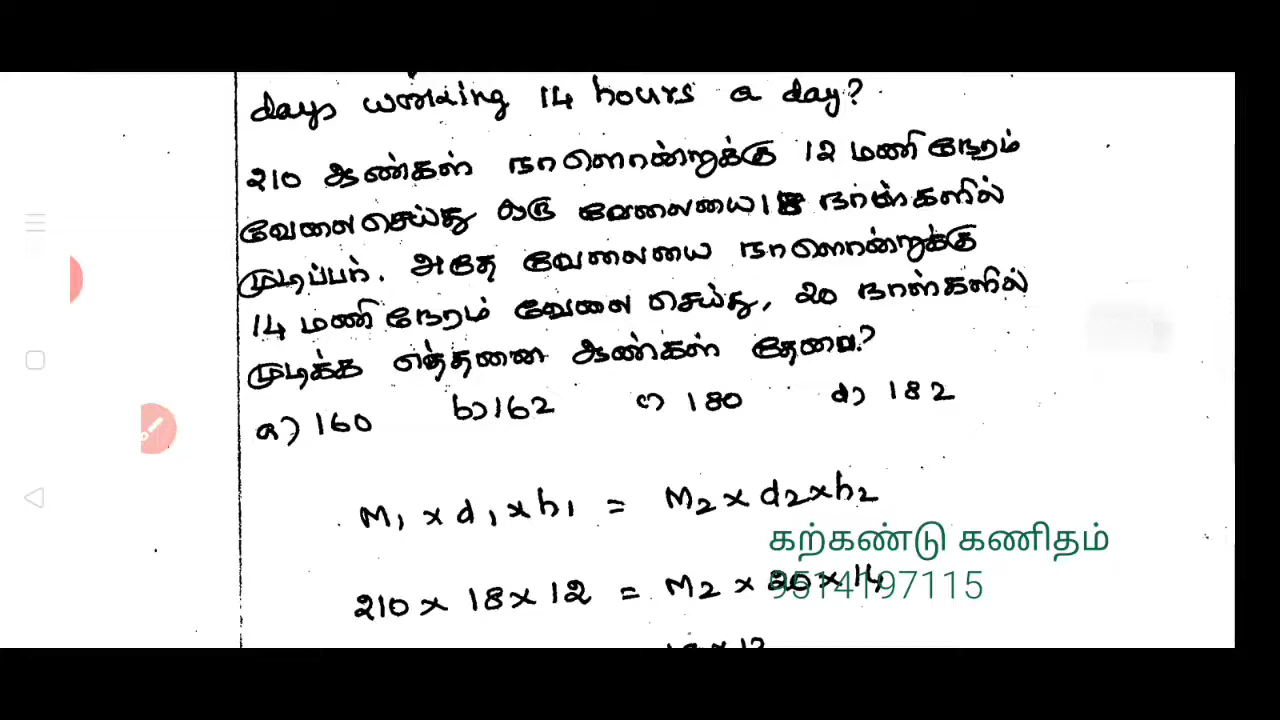 days working 14 hours a day?
210 ஆண்கள் நாளொன்றுக்கு 12 மணிநேரம்
வேலைசெய்து ஒரு வேலையை 18 நாள்களில்
முடிப்பர். அதே வேலையை நாளொன்றுக்கு
14 மணிநேரம் வேலை செய்து, 20 நாள்களில்
முடிக்க எத்தனை ஆண்கள் தேவை?
a) 160 b) 162 c) 180 d) 182
M₁ x d₁ x h₁ = M₂ x d₂ x h₂
கற்கண்டு கணிதம்
210 x 18 x 12 = M₂ x 20 x 14
9514197115